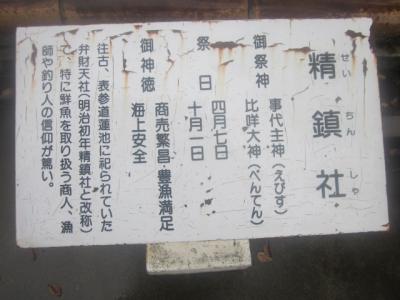 精鎮社
せいちんしゃ
御祭神 事代主神(えびす)
比咩大神(べんてん)
祭日 四月七日
十月一日
御神徳 商売繁昌・豊漁満足
海上安全
往古、表参道蓮池に祀られていた
弁財天社(明治初年精鎮社と改称)
で、特に鮮魚を取り扱う商人、漁
師や釣り人の信仰が篤い。